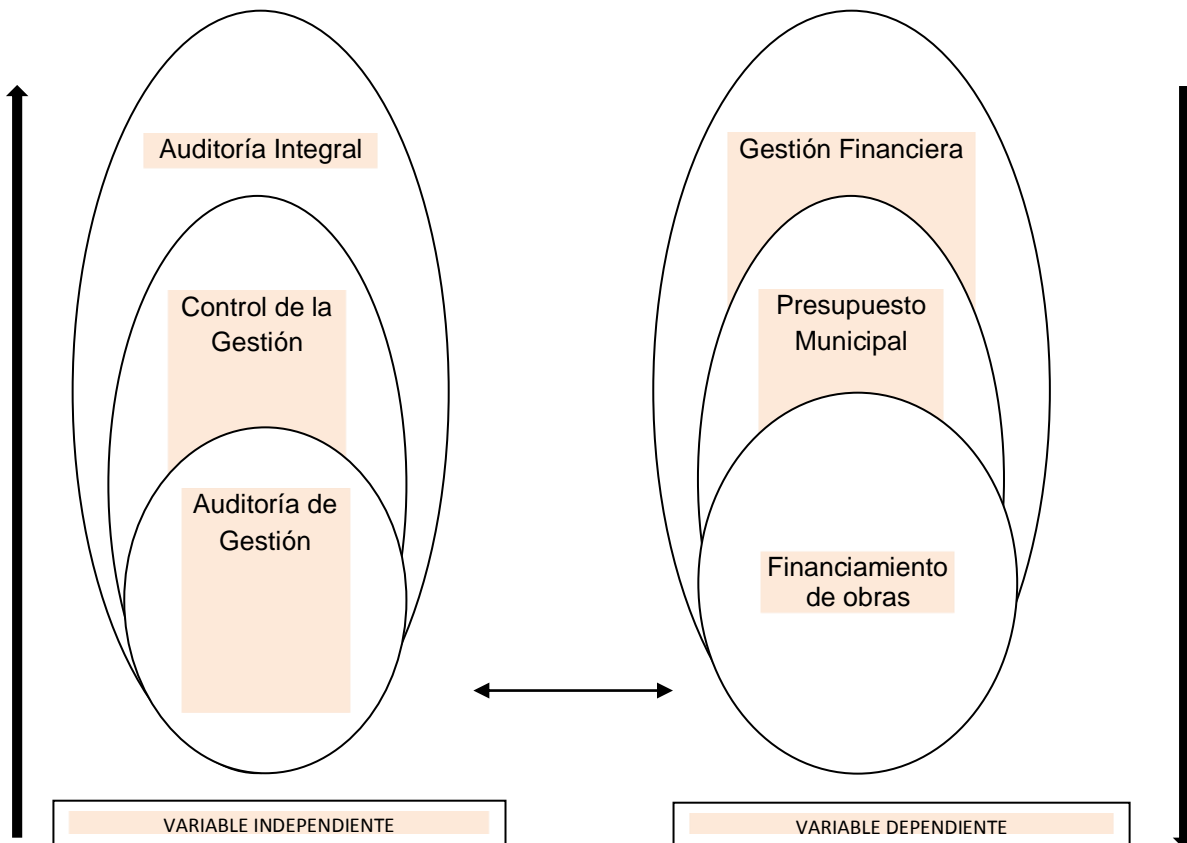 Auditoría Integral
Control de la
Gestión
Auditoría de
Gestión
VARIABLE INDEPENDIENTE
Gestión Financiera
Presupuesto
Municipal
Financiamiento
de obras
VARIABLE DEPENDIENTE